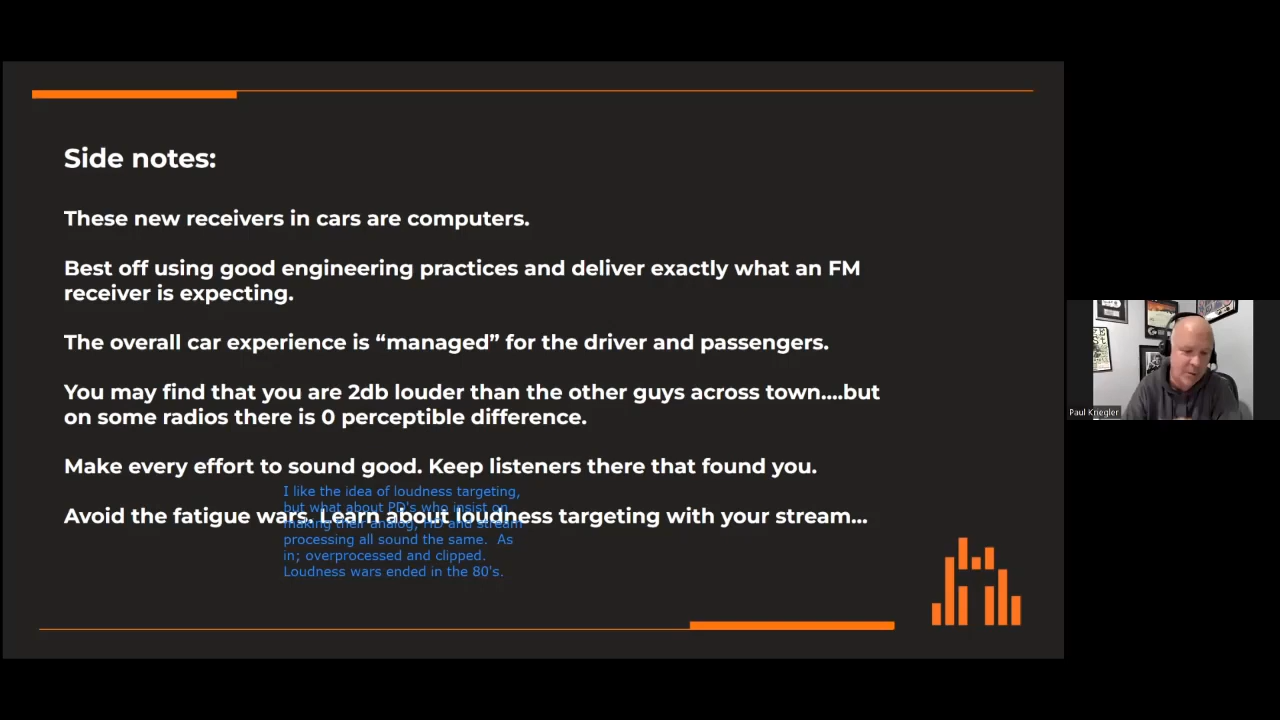 Side notes:
These new receivers in cars are computers.
Best off using good engineering practices and deliver exactly what an FM
receiver is expecting.
The overall car experience is “managed” for the driver and passengers.
You may find that you are 2db louder than the other guys across town....but
on some radios there is 0 perceptible difference.
Make every effort to sound good. Keep listeners there that found you.
Avoid the fatigue wars. Learn about loudness targeting with your stream...
I like the idea of loudness targeting,
but what about PD's who insist on
making their analog, HD and stream
processing all sound the same.  As
in; overprocessed and clipped.
Loudness wars ended in the 80's.
Paul Kriegler